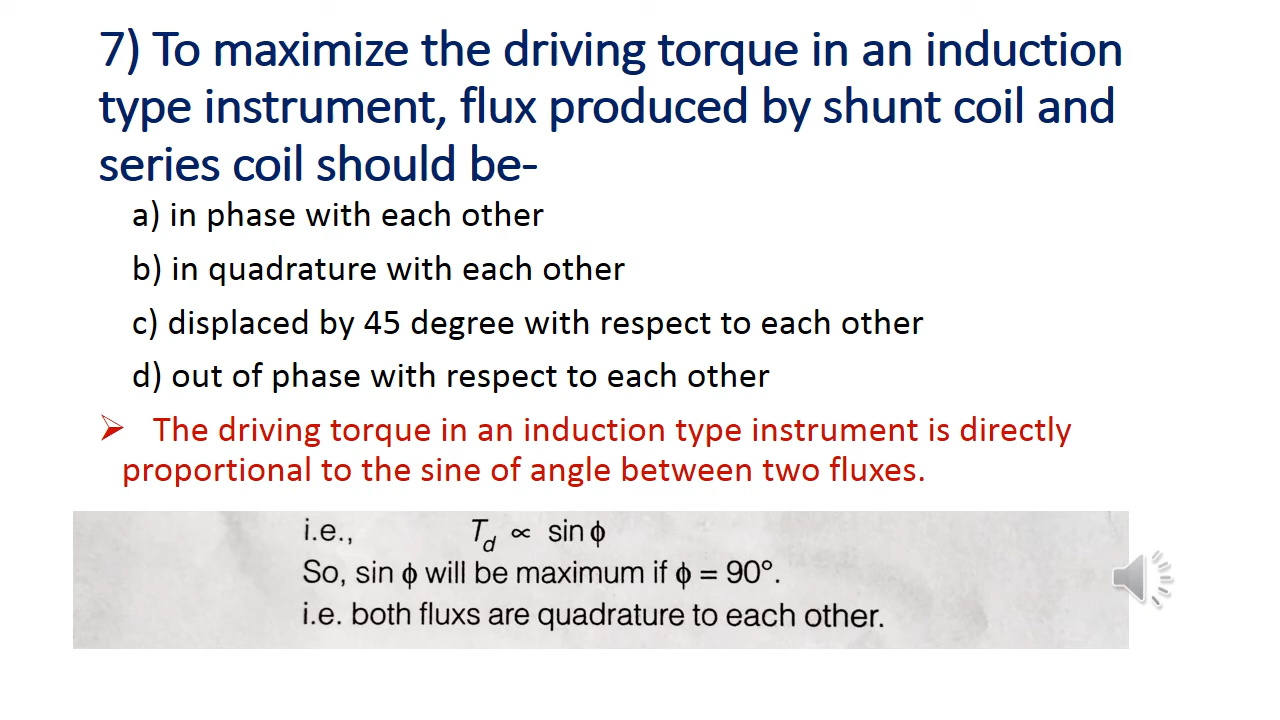 7) To maximize the driving torque in an induction
type instrument, flux produced by shunt coil and
series coil should be-
a) in phase with each other
b) in quadrature with each other
c) displaced by 45 degree with respect to each other
d) out of phase with respect to each other
➢ The driving torque in an induction type instrument is directly
proportional to the sine of angle between two fluxes.
i.e., T_d ∝ sin ϕ
So, sin ϕ will be maximum if ϕ = 90°.
i.e. both fluxs are quadrature to each other.